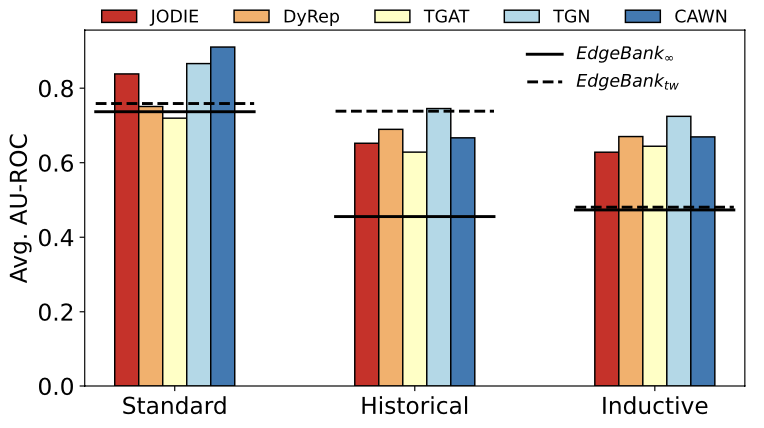 JODIE DyRep TGAT TGN CAWN
EdgeBank∞
EdgeBanktw
Avg. AU-ROC
0.8
0.6
0.4
0.2
0.0
Standard Historical Inductive